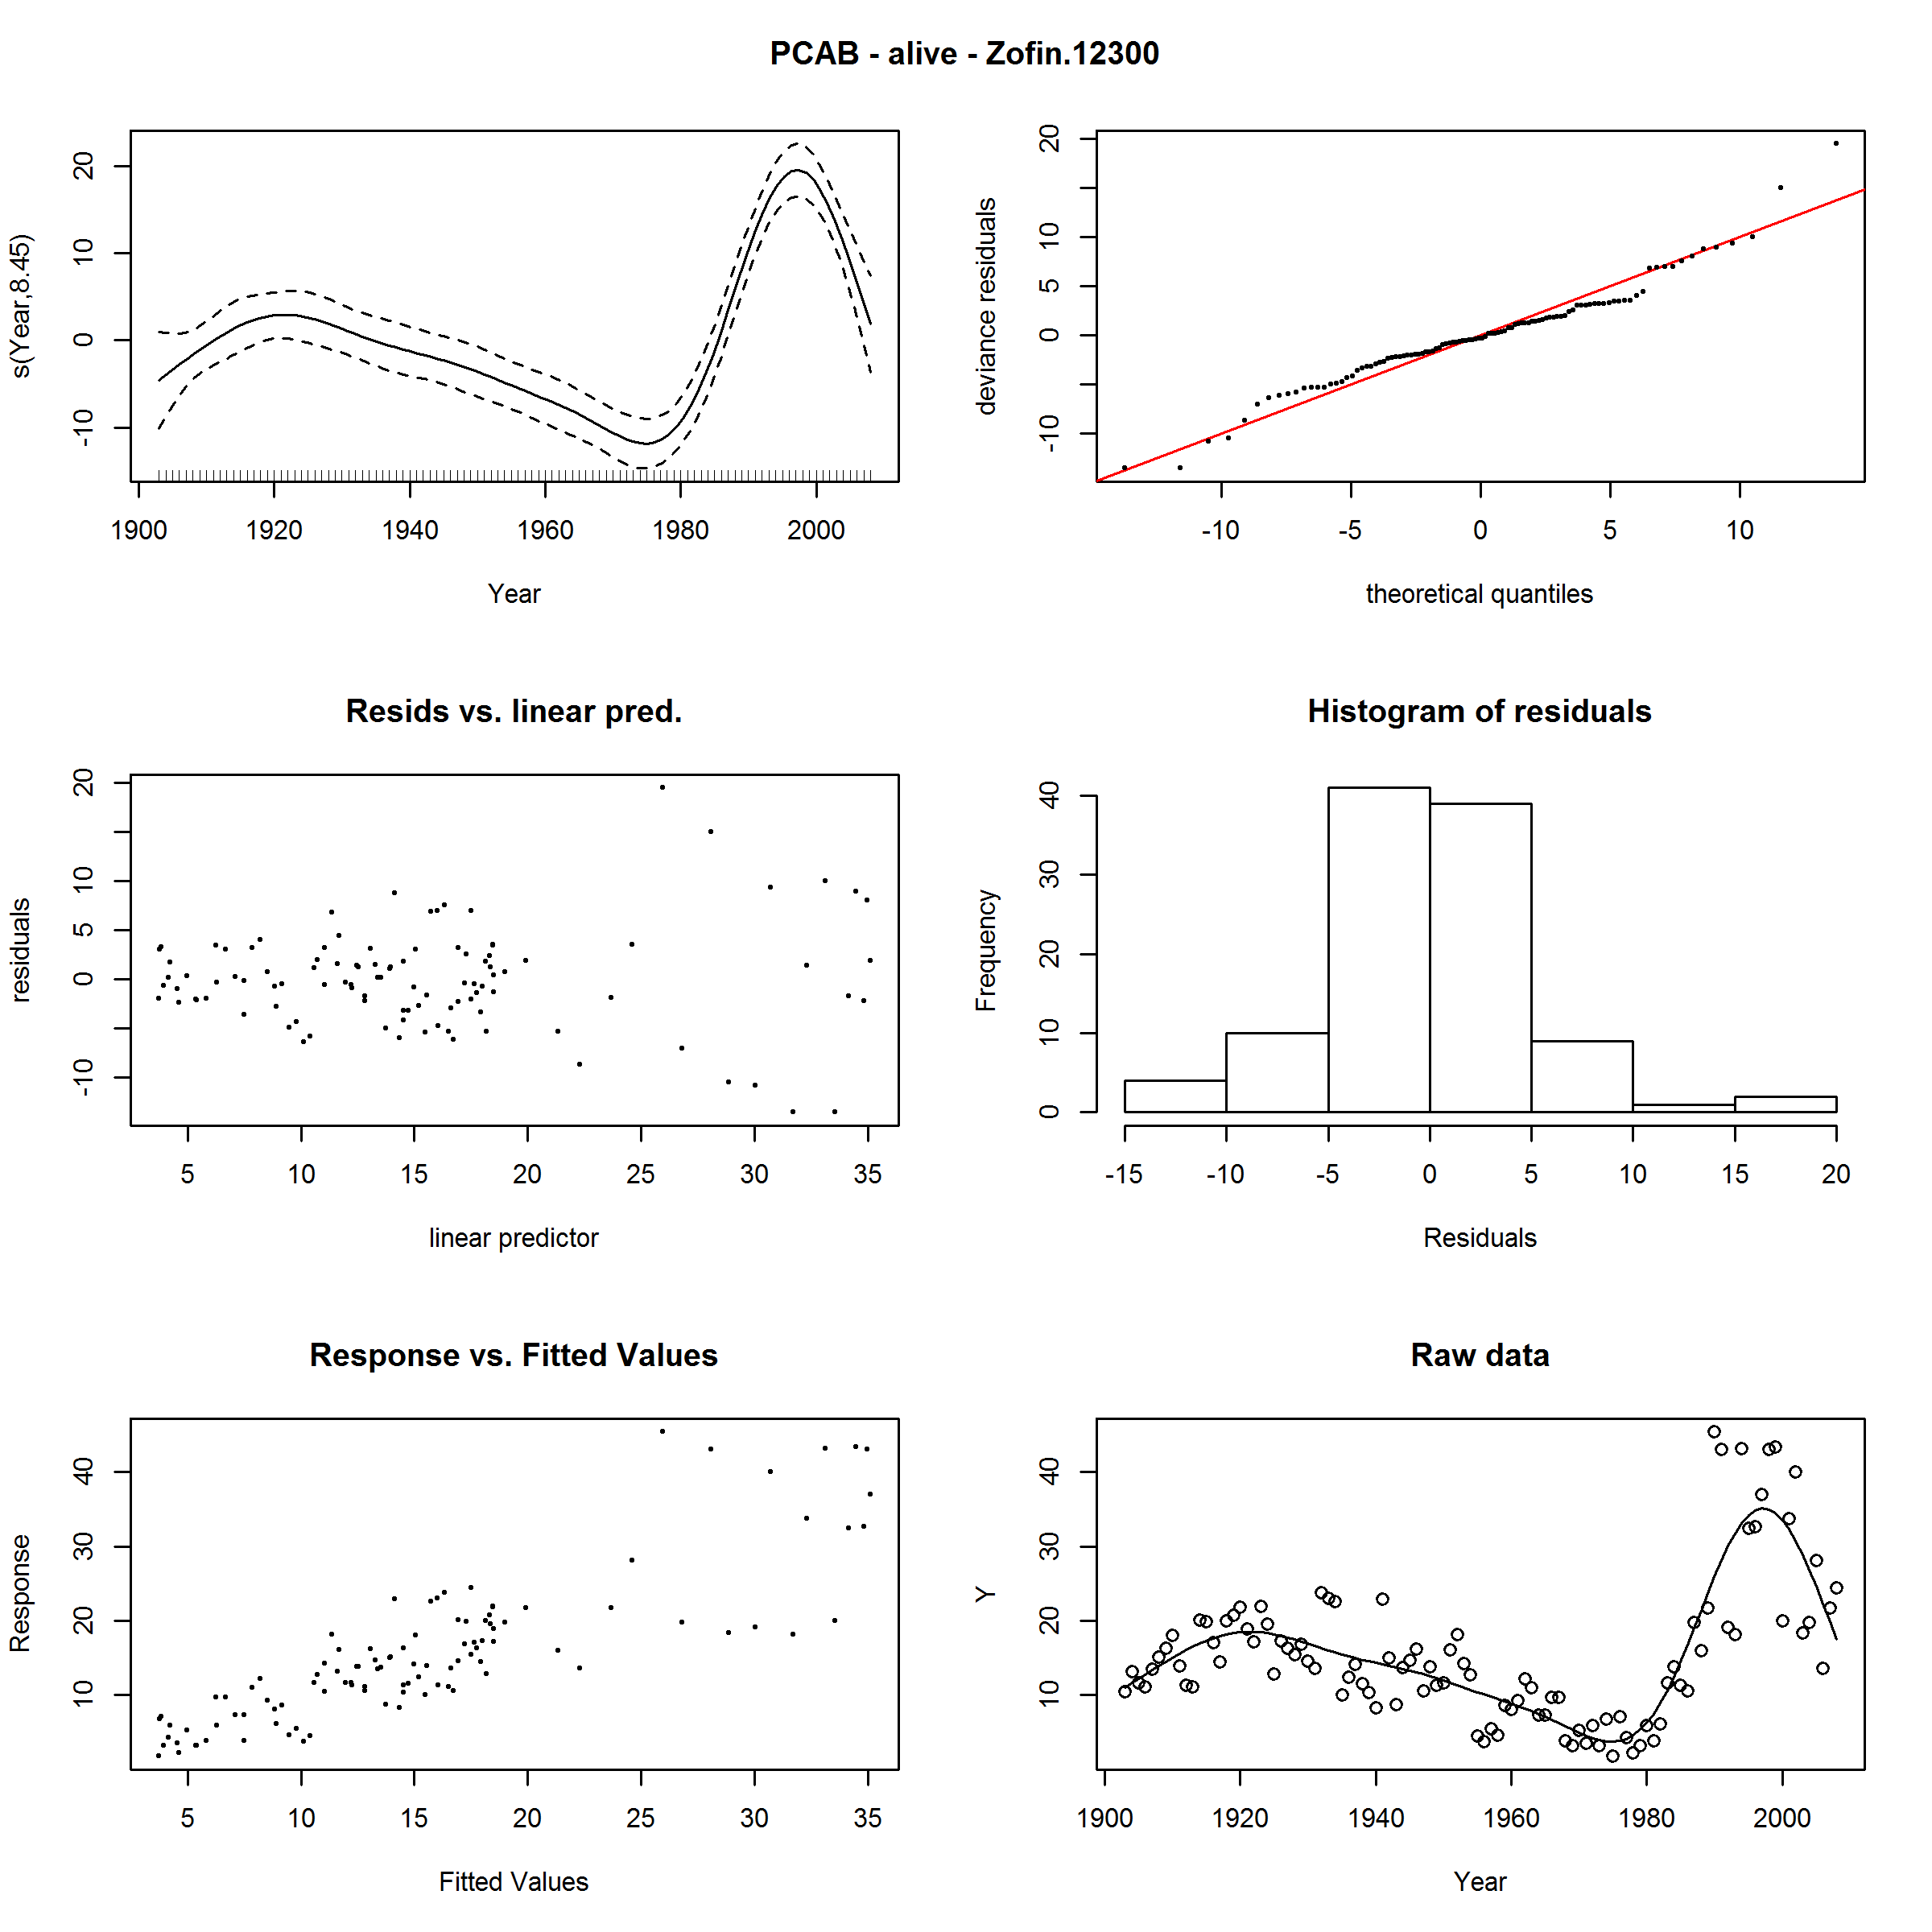 PCAB - alive - Zofin.12300
s(Year,8.45)
-10 0 10 20
1900 1920 1940 1960 1980 2000
Year
deviance residuals
-10 0 5 10 20
-10 -5 0 5 10
theoretical quantiles
Resids vs. linear pred.
residuals
-10 0 5 10 20
5 10 15 20 25 30 35
linear predictor
Histogram of residuals
Frequency
0 10 20 30 40
-15 -10 -5 0 5 10 15 20
Residuals
Response vs. Fitted Values
Response
10 20 30 40
5 10 15 20 25 30 35
Fitted Values
Raw data
Y
10 20 30 40
1900 1920 1940 1960 1980 2000
Year